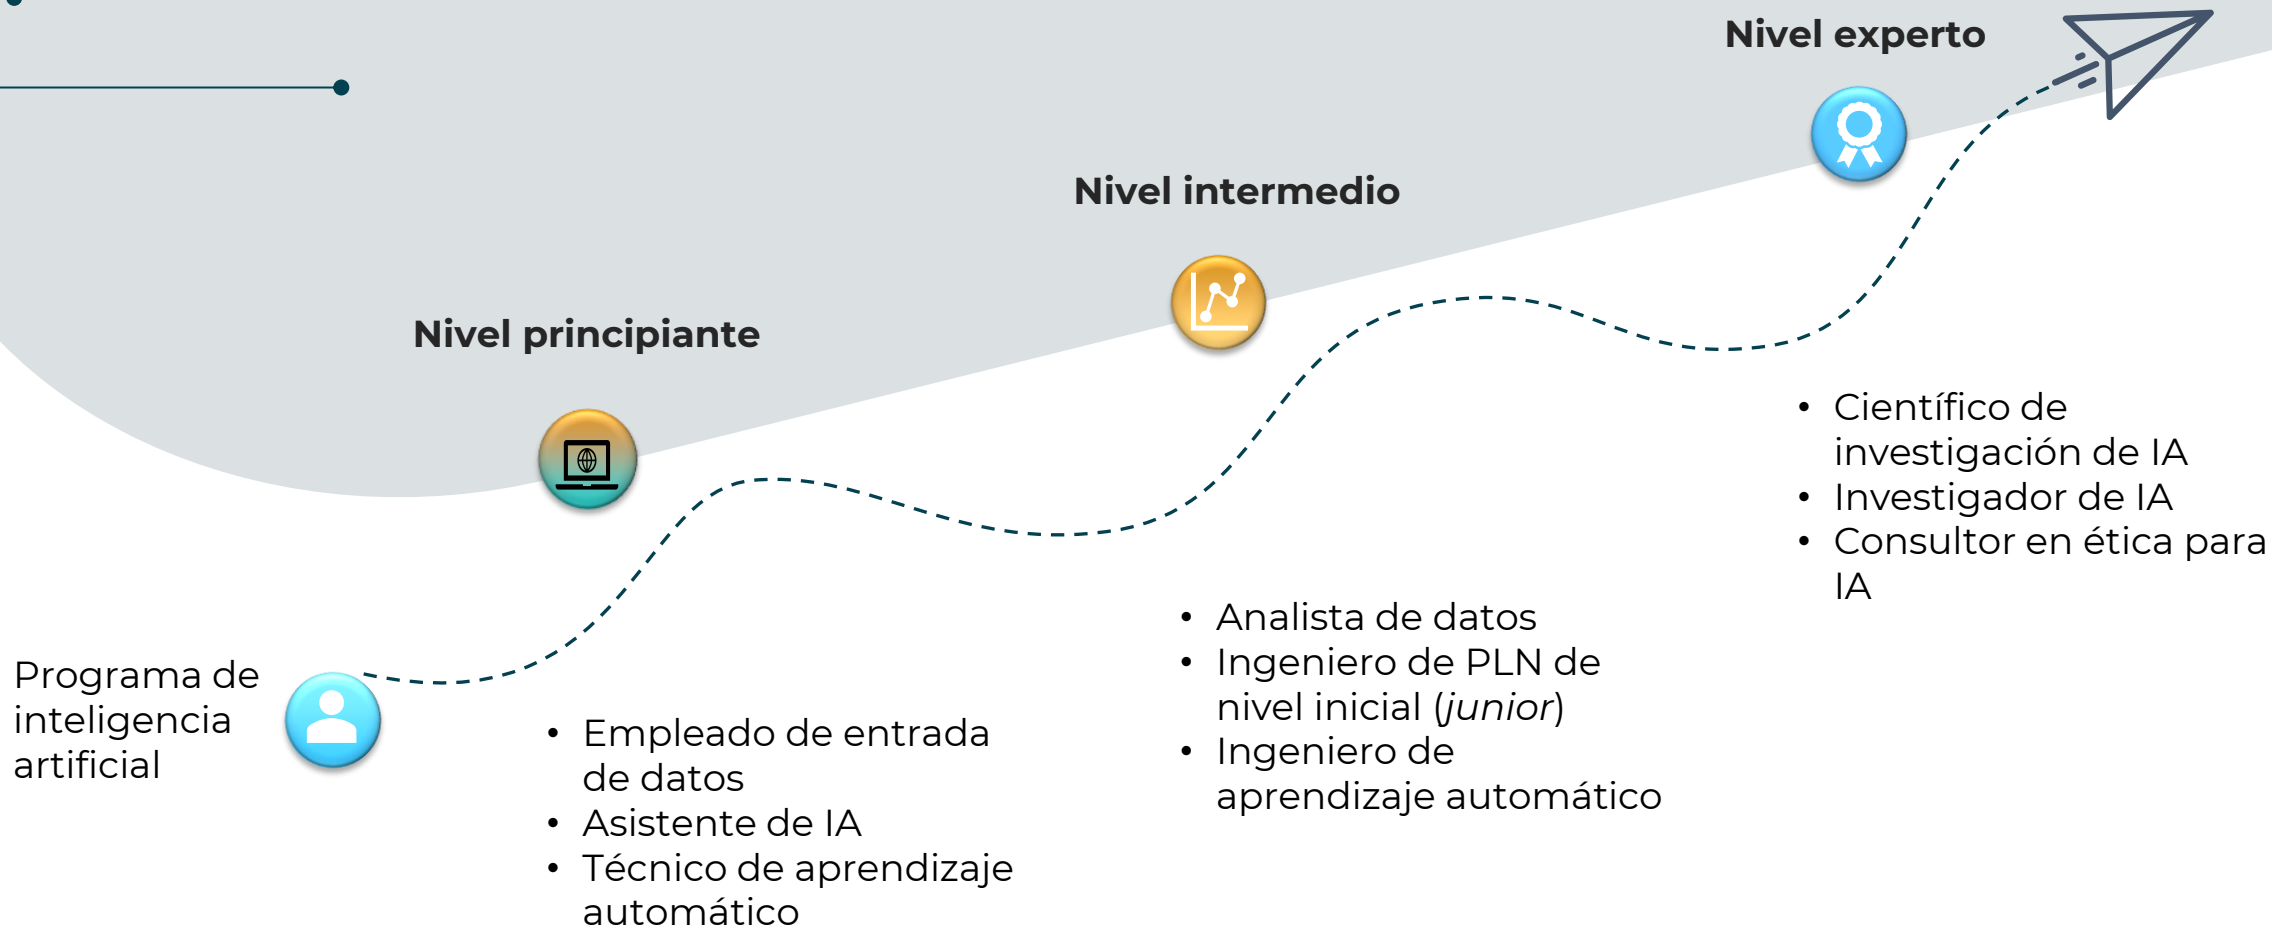 Nivel experto
Nivel intermedio
Nivel principiante
Programa de
inteligencia
artificial
• Empleado de entrada
de datos
• Asistente de IA
• Técnico de aprendizaje
automático
• Analista de datos
• Ingeniero de PLN de
nivel inicial (junior)
• Ingeniero de
aprendizaje automático
• Científico de
investigación de IA
• Investigador de IA
• Consultor en ética para
IA